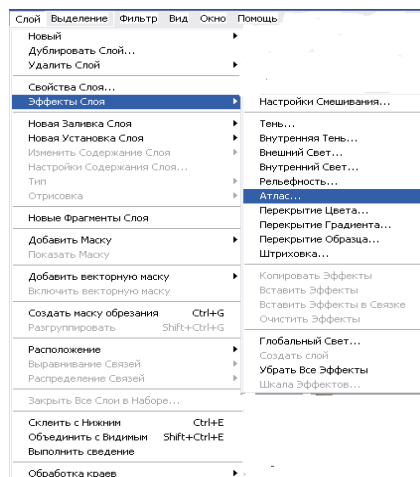 Слой Выделение Фильтр Вид Окно Помощь
Новый
Дублировать Слой...
Удалить Слой
Свойства Слоя...
Эффекты Слоя
Новая Заливка Слоя
Новая Установка Слоя
Изменить Содержание Слоя
Настройки Содержания Слоя...
Тип
Отрисовка
Новые Фрагменты Слоя
Добавить Маску
Показать Маску
Добавить векторную маску
Включить векторную маску
Создать маску обрезания Ctrl+G
Разгруппировать Shift+Ctrl+G
Расположение
Выравнивание Связей
Распределение Связей
Закрыть Все Слои в Наборе...
Склеить с Нижним Ctrl+E
Объединить с Видимым Shift+Ctrl+E
Выполнить сведение
Обработка краев
Настройки Смешивания...
Тень...
Внутренняя Тень...
Внешний Свет...
Внутренний Свет...
Рельефность...
Атлас...
Перекрытие Цвета...
Перекрытие Градиента...
Перекрытие Образца...
Штриховка...
Копировать Эффекты
Вставить Эффекты
Вставить Эффекты в Связке
Очистить Эффекты
Глобальный Свет...
Создать слой
Убрать Все Эффекты
Шкала Эффектов...